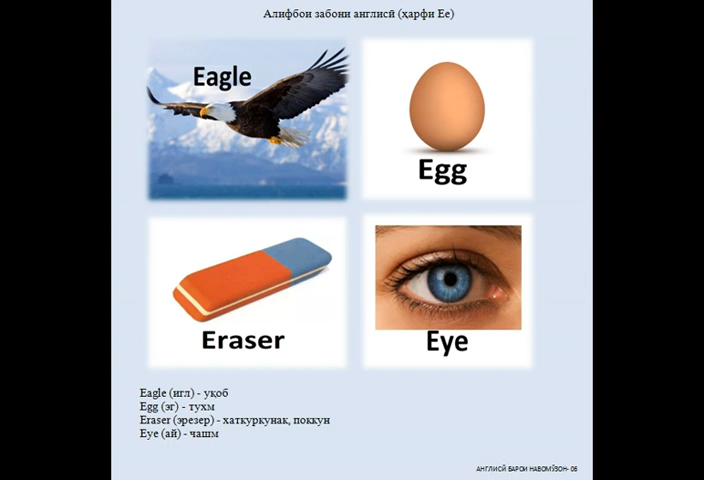 Алифбои забони англисӣ (ҳарфи Ee)
Eagle
Egg
Eraser
Eye
Eagle (игл) - уқоб
Egg (эг) - тухм
Eraser (эрезер) - хаткуркунак, поккун
Eye (ай) - чашм
АНГЛИСӢ БАРОИ НАВОМӮЗОН- 06